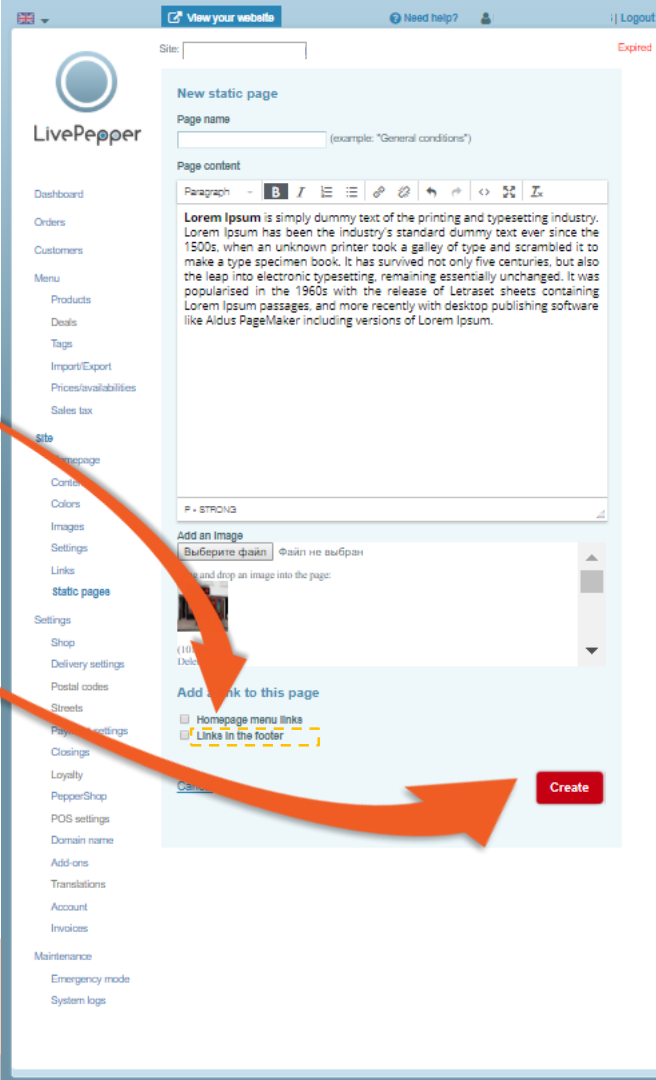 View your website
Need help?
| Logout
Site:
Expired
LivePepper
New static page
Page name
(example: "General conditions")
Page content
Paragraph
B I
Lorem Ipsum is simply dummy text of the printing and typesetting industry.
Lorem Ipsum has been the industry's standard dummy text ever since the
1500s, when an unknown printer took a galley of type and scrambled it to
make a type specimen book. It has survived not only five centuries, but also
the leap into electronic typesetting, remaining essentially unchanged. It was
popularised in the 1960s with the release of Letraset sheets containing
Lorem Ipsum passages, and more recently with desktop publishing software
like Aldus PageMaker including versions of Lorem Ipsum.
P » STRONG
Add an image
Выберите файл Файл не выбран
and drop an image into the page:
Add a link to this page
Homepage menu links
Links in the footer
Create
Dashboard
Orders
Customers
Menu
Products
Deals
Tags
Import/Export
Prices/availabilities
Sales tax
Site
Homepage
Colors
Images
Settings
Links
Static pages
Settings
Shop
Delivery settings
Postal codes
Streets
settings
Closings
Loyalty
PepperShop
POS settings
Domain name
Add-ons
Translations
Account
Invoices
Maintenance
Emergency mode
System logs